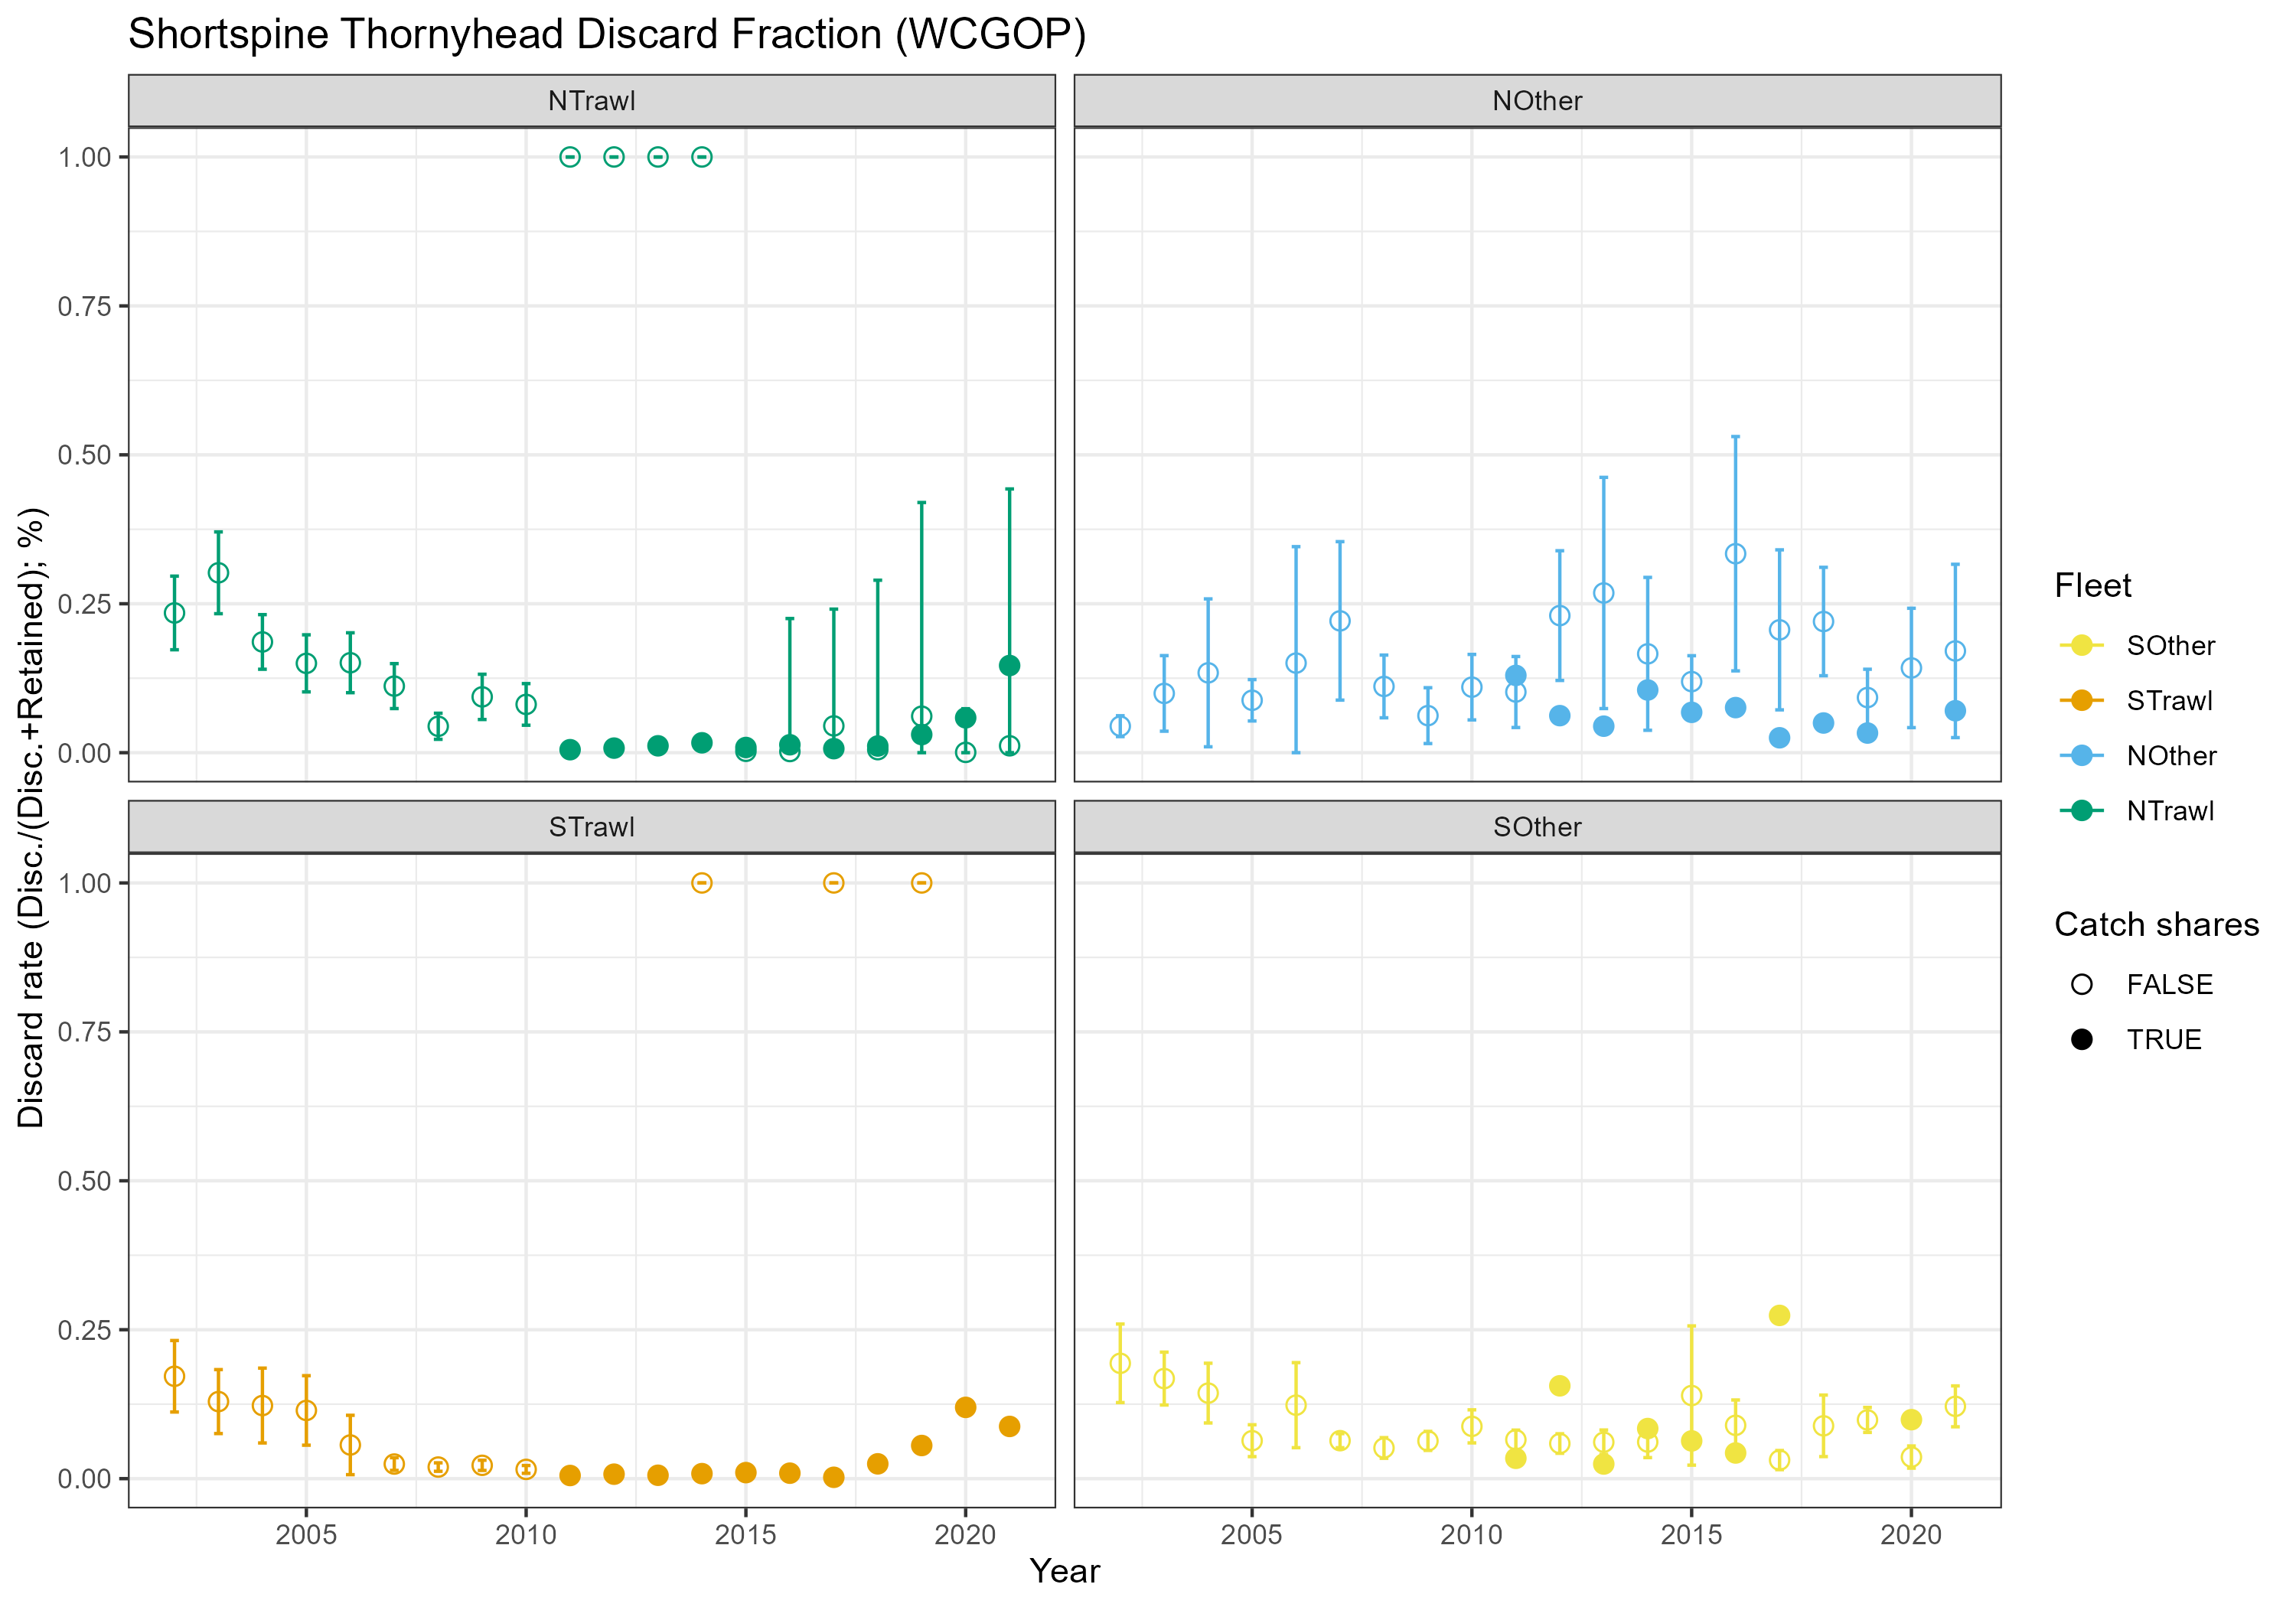 Shortspine Thornyhead Discard Fraction (WCGOP)
NTrawl
NOther
1.00
0.75
0.50
0.25
0.00
STrawl
SOther
1.00
0.75
0.50
0.25
0.00
2005
2010
2015
2020
2005
2010
2015
2020
Year
Discard rate (Disc./(Disc.+Retained); %)
Fleet
SOther
STrawl
NOther
NTrawl
Catch shares
FALSE
TRUE